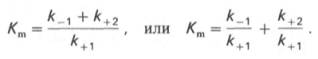 K_m = (k_{-1} + k_{+2}) / k_{+1}, или K_m = k_{-1} / k_{+1} + k_{+2} / k_{+1}.